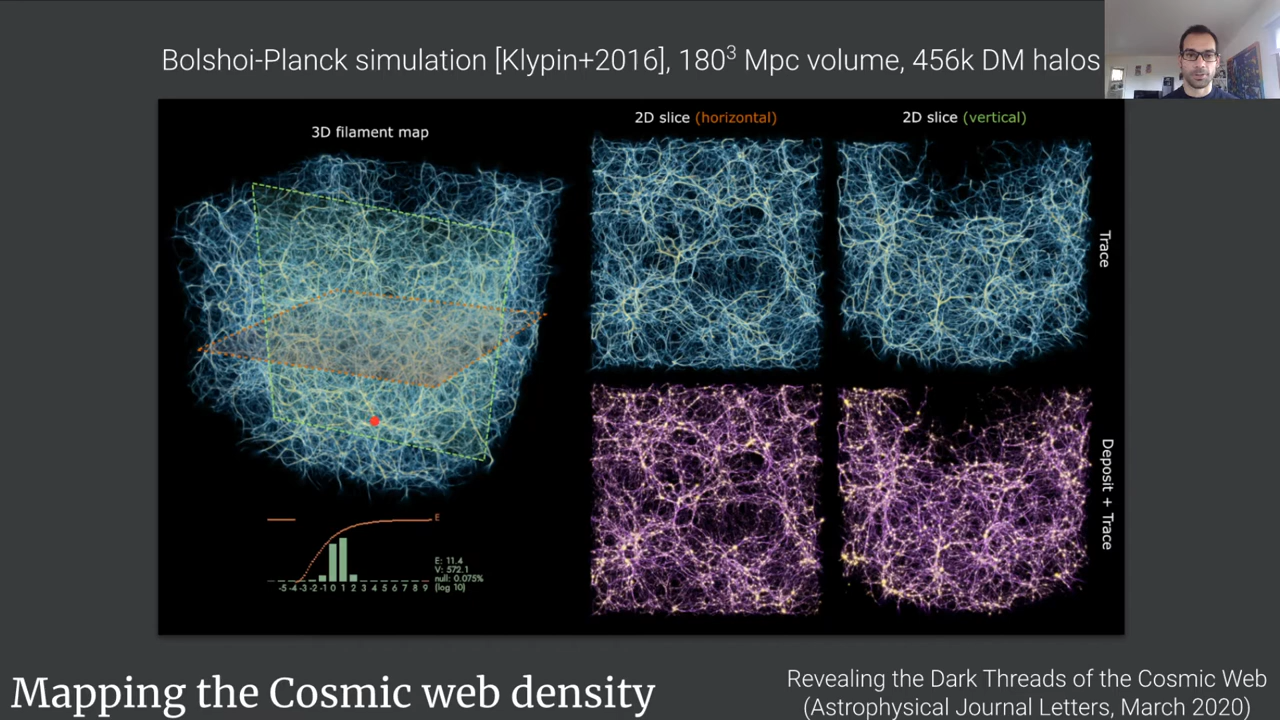 Bolshoi-Planck simulation [Klypin+2016], 180³ Mpc volume, 456k DM halos
3D filament map
2D slice (horizontal)
2D slice (vertical)
Trace
Deposit + Trace
E
E: 11.4
V: 572.1
null: 0.075%
(log 10)
-5 -4 -3 -2 -1 0 1 2 3 4 5 6 7 8 9
Mapping the Cosmic web density
Revealing the Dark Threads of the Cosmic Web
(Astrophysical Journal Letters, March 2020)